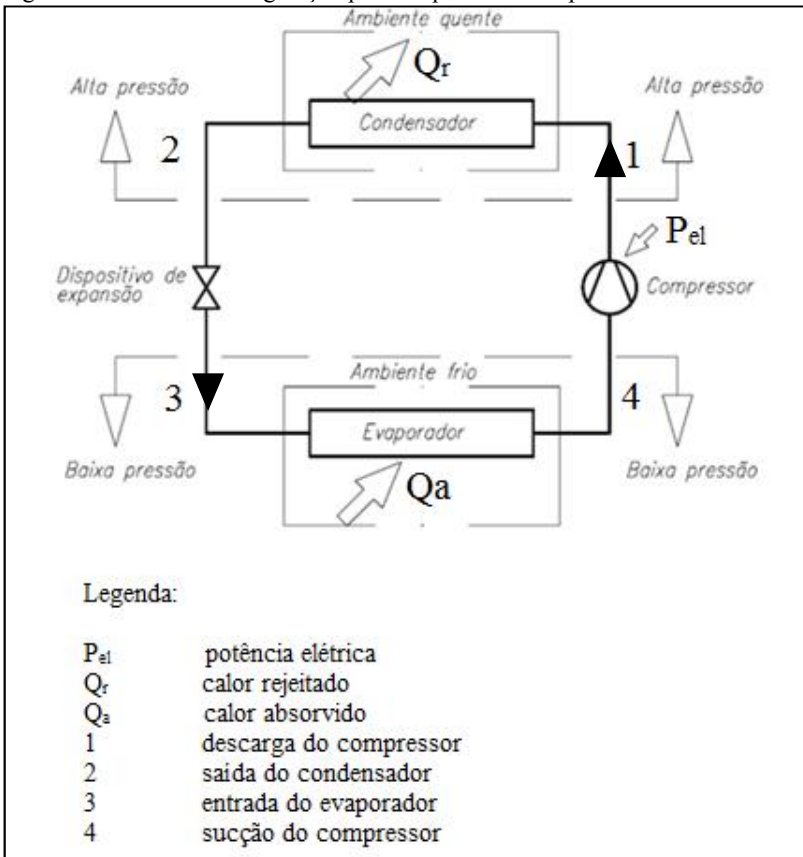 Ambiente quente
Qr
Alta pressão
Alta pressão
Condensador
2
1
Pel
Dispositivo de
expansão
Compressor
Ambiente frio
3
4
Evaporador
Baixa pressão
Baixa pressão
Qa
Legenda:
Pel potência elétrica
Qr calor rejeitado
Qa calor absorvido
1 descarga do compressor
2 saída do condensador
3 entrada do evaporador
4 sucção do compressor